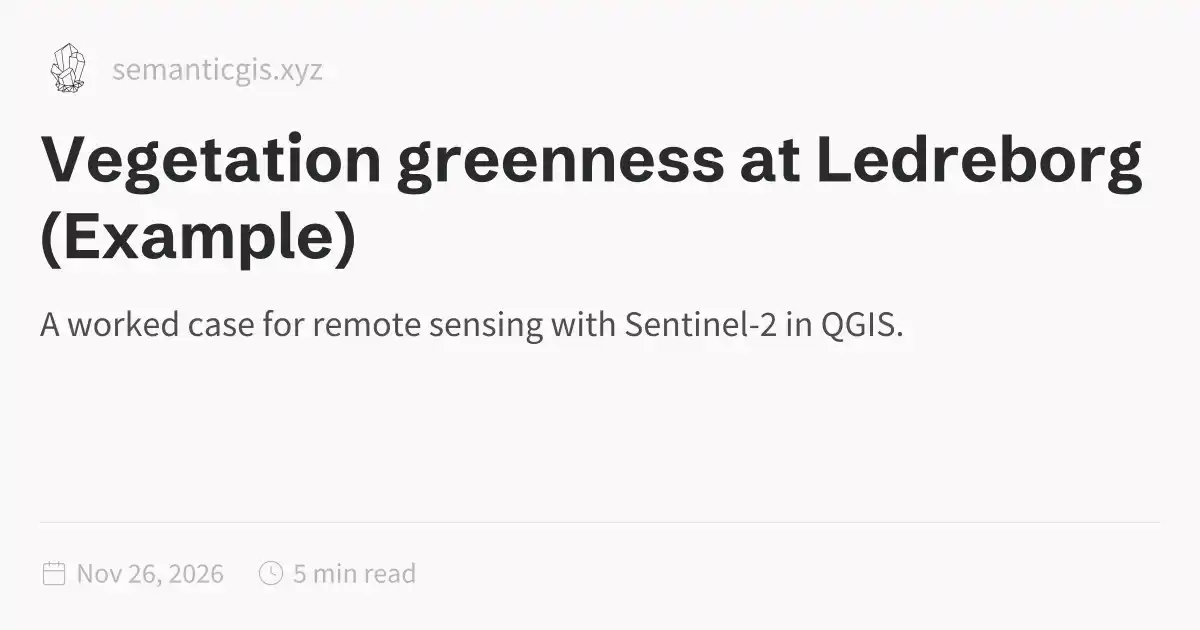 semanticgis.xyz
Vegetation greenness at Ledreborg
(Example)
A worked case for remote sensing with Sentinel-2 in QGIS.
Nov 26, 2026 5 min read